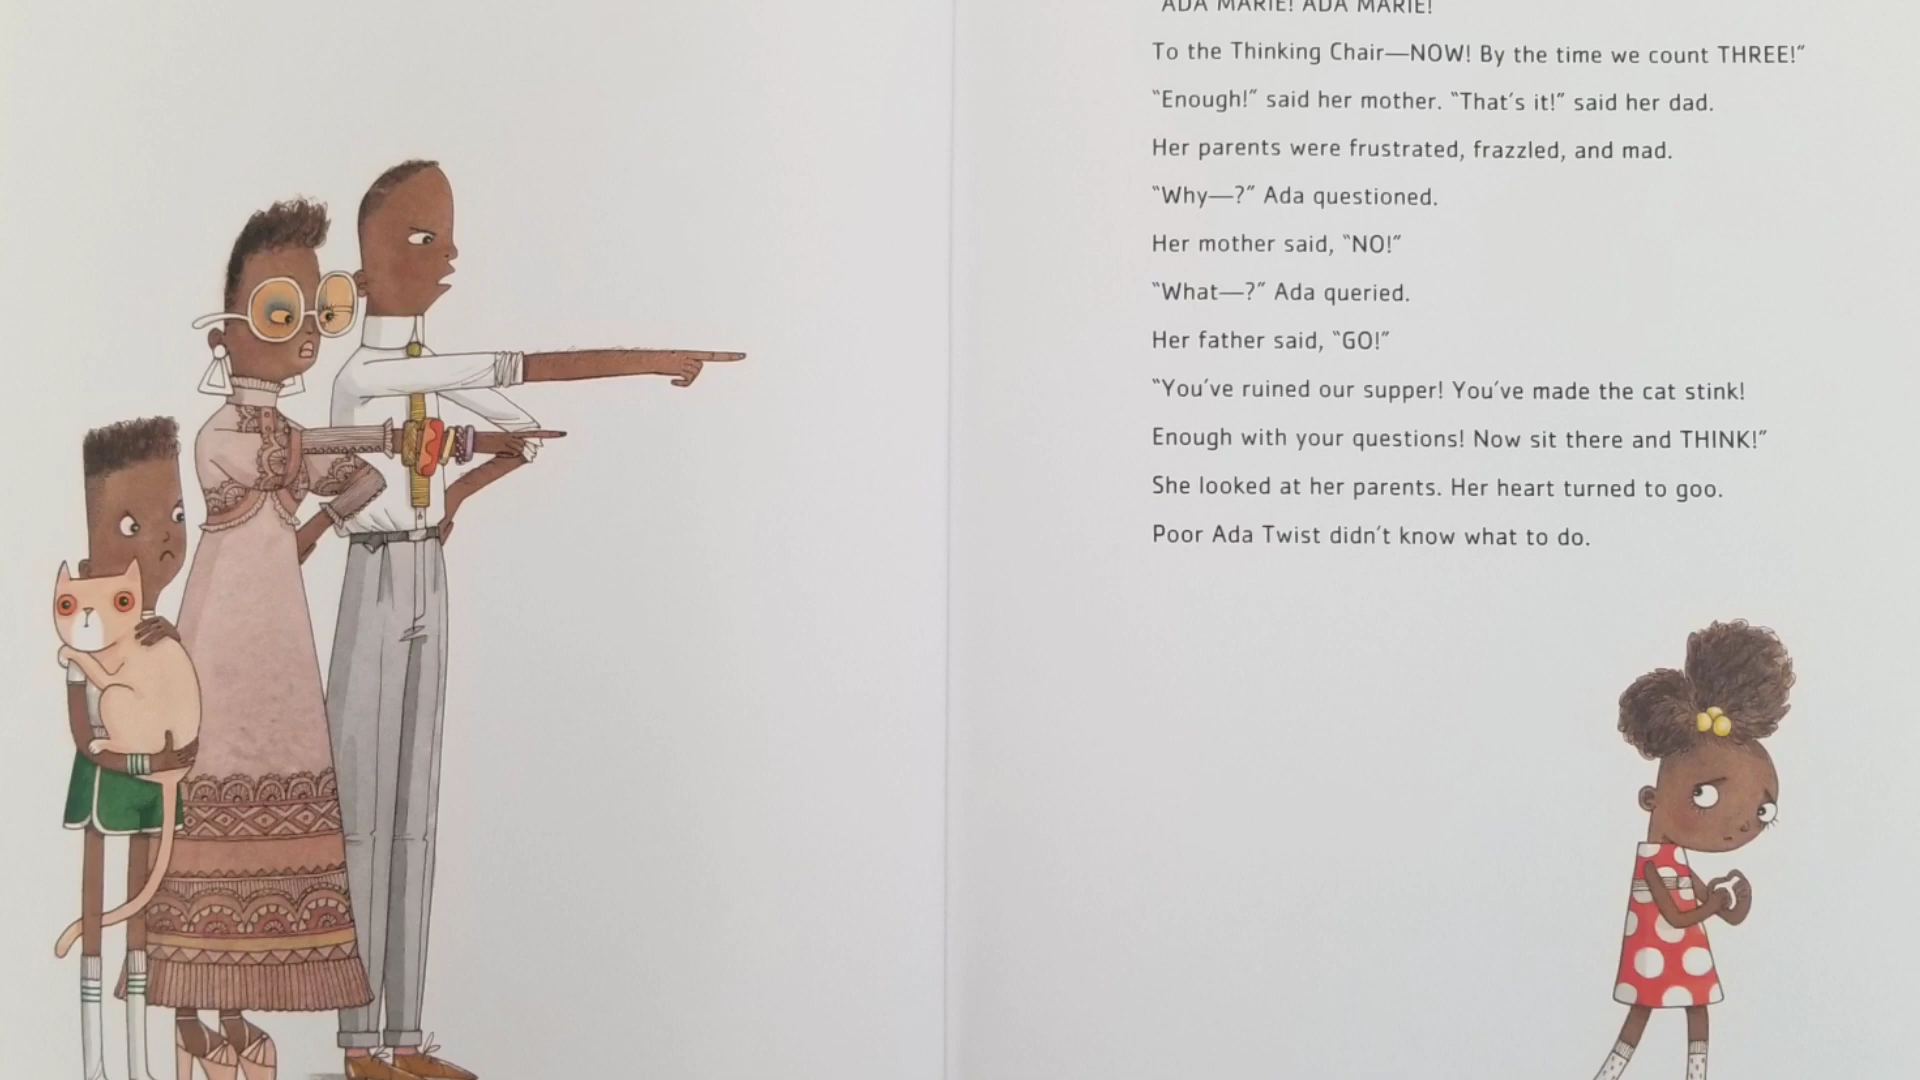 "ADA MARIE! ADA MARIE!
To the Thinking Chair—NOW! By the time we count THREE!"
"Enough!" said her mother. "That's it!" said her dad.
Her parents were frustrated, frazzled, and mad.
"Why—?" Ada questioned.
Her mother said, "NO!"
"What—?" Ada queried.
Her father said, "GO!"
"You've ruined our supper! You've made the cat stink!
Enough with your questions! Now sit there and THINK!"
She looked at her parents. Her heart turned to goo.
Poor Ada Twist didn't know what to do.